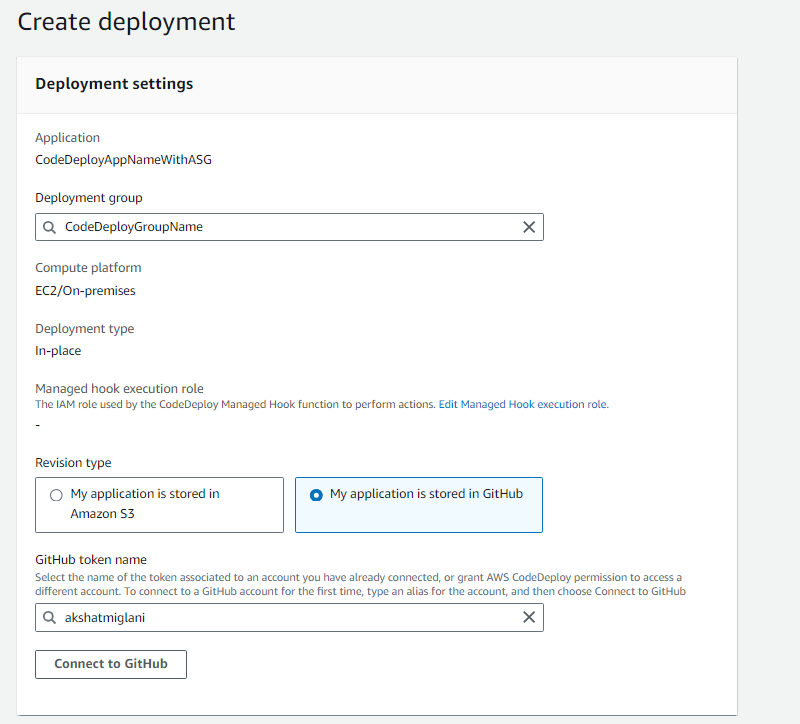 Create deployment
Deployment settings
Application
CodeDeployAppNameWithASG
Deployment group
CodeDeployGroupName
Compute platform
EC2/On-premises
Deployment type
In-place
Managed hook execution role
The IAM role used by the CodeDeploy Managed Hook function to perform actions. Edit Managed Hook execution role.
-
Revision type
My application is stored in
Amazon S3
My application is stored in GitHub
GitHub token name
Select the name of the token associated to an account you have already connected, or grant AWS CodeDeploy permission to access a
different account. To connect to a GitHub account for the first time, type an alias for the account, and then choose Connect to GitHub
akshatmiglani
Connect to GitHub